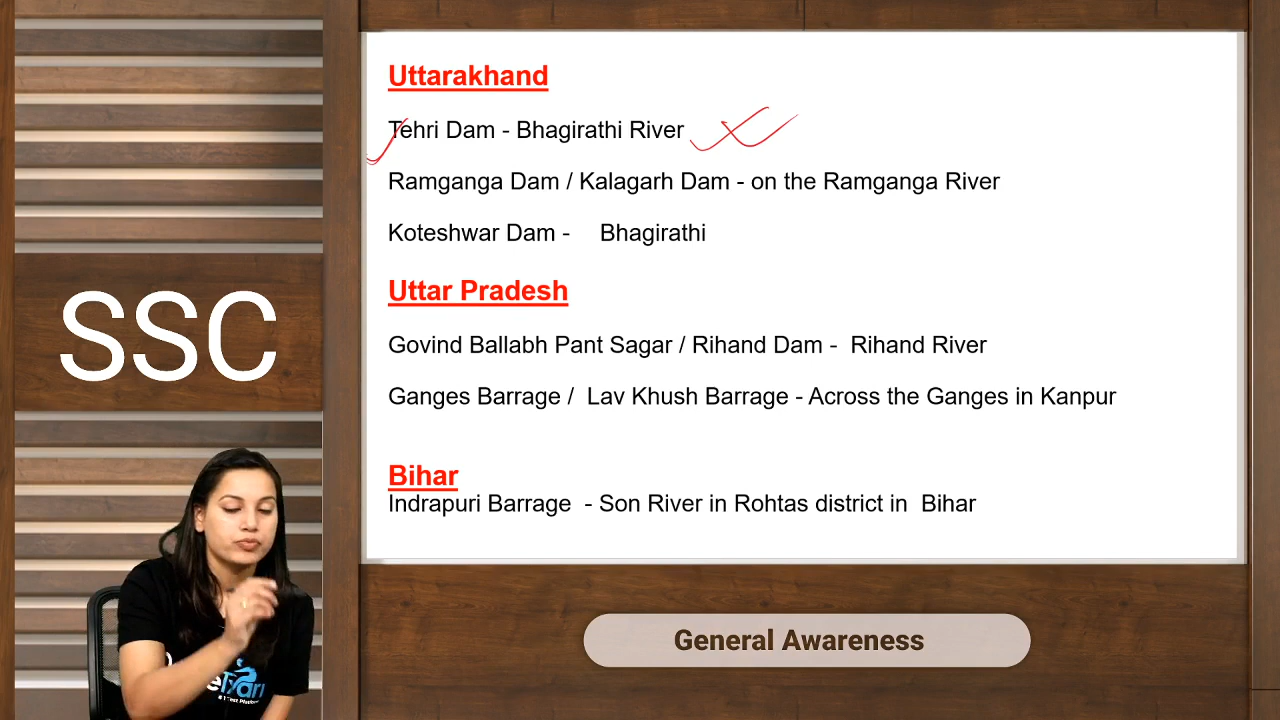 Uttarakhand
Tehri Dam - Bhagirathi River
Ramganga Dam / Kalagarh Dam - on the Ramganga River
Koteshwar Dam - Bhagirathi
Uttar Pradesh
Govind Ballabh Pant Sagar / Rihand Dam - Rihand River
Ganges Barrage / Lav Khush Barrage - Across the Ganges in Kanpur
Bihar
Indrapuri Barrage - Son River in Rohtas district in Bihar
SSC
General Awareness